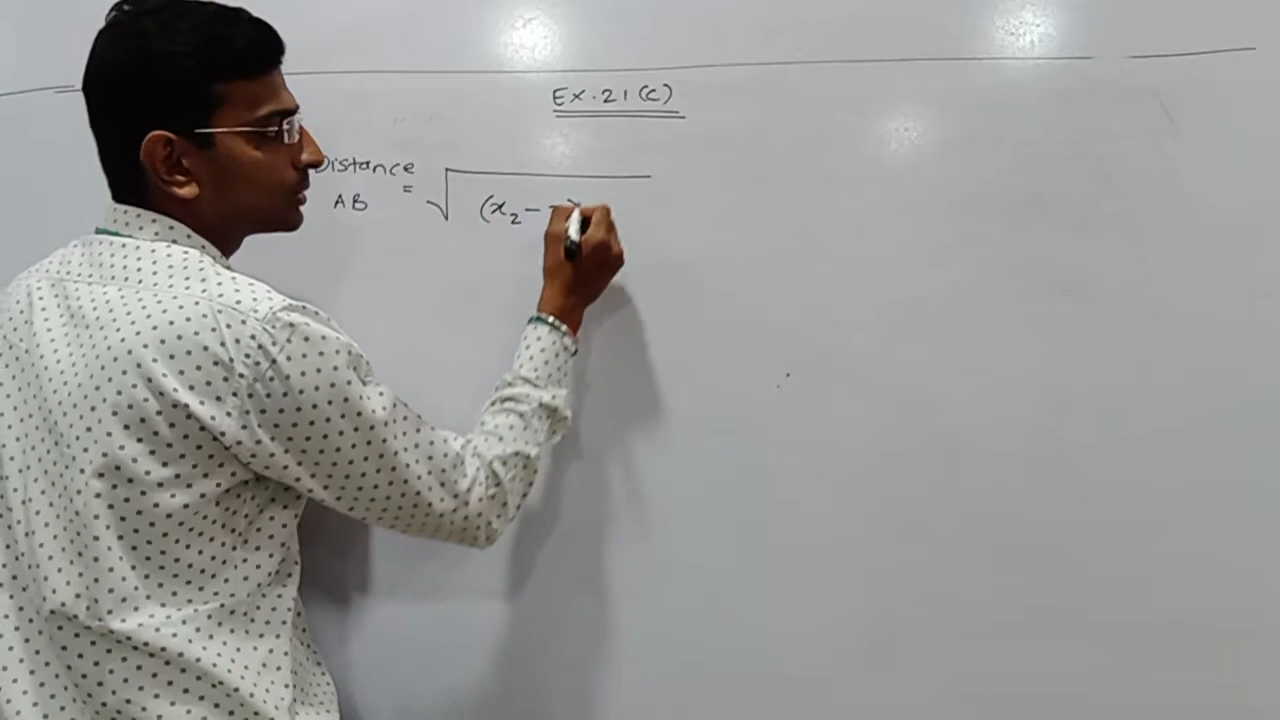 Ex.21(C)
Distance
AB = √(x₂-